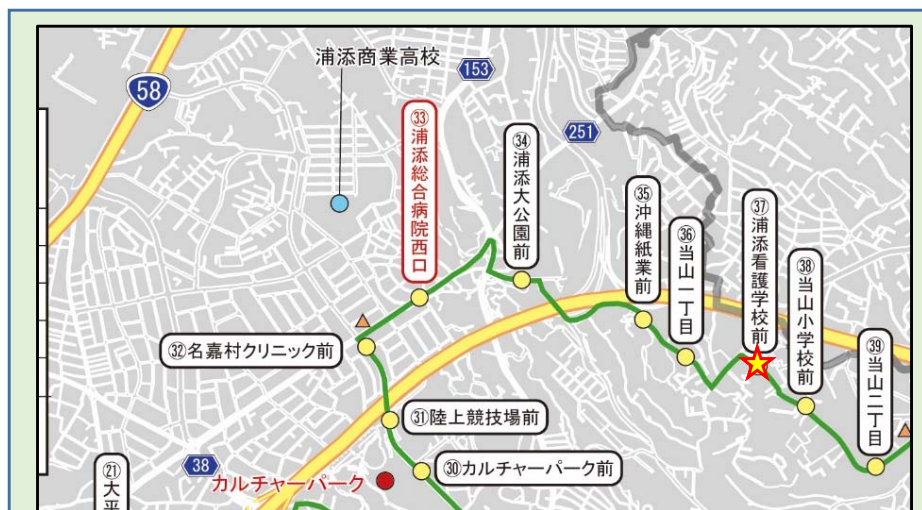 浦添商業高校
153
58
251
㉝浦添総合病院西口
㉞浦添大公園前
㉟沖縄紙業前
㊱当山一丁目
㊲浦添看護学校前
㊳当山小学校前
㊴当山二丁目
㉜名嘉村クリニック前
㉛陸上競技場前
㉚カルチャーパーク前
38
カルチャーパーク
㉑大平